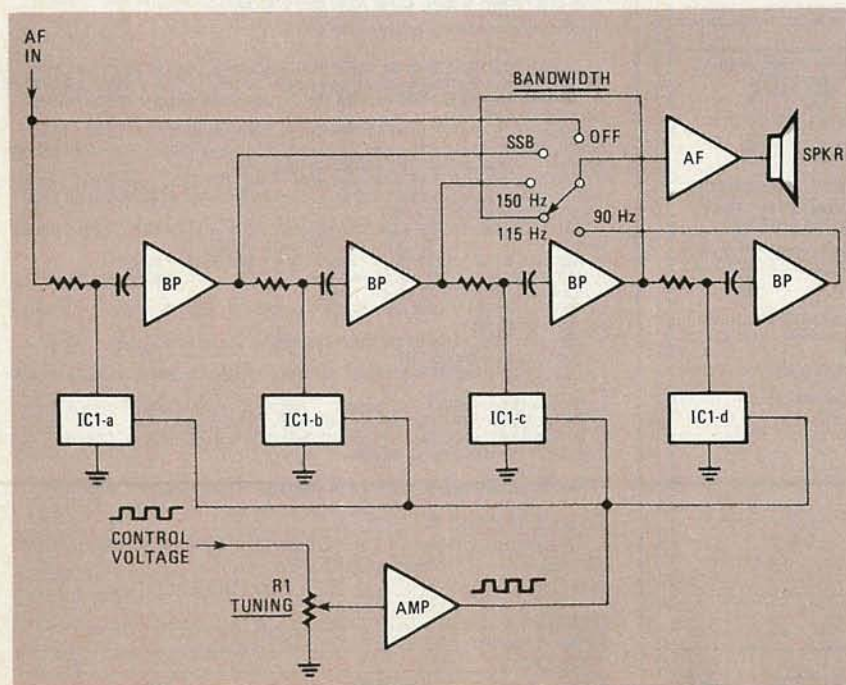 AF
IN
BANDWIDTH
OFF
SSB
AF
SPKR
150 Hz
90 Hz
115 Hz
BP
BP
BP
BP
IC1-a
IC1-b
IC1-c
IC1-d
CONTROL
VOLTAGE
R1
TUNING
AMP